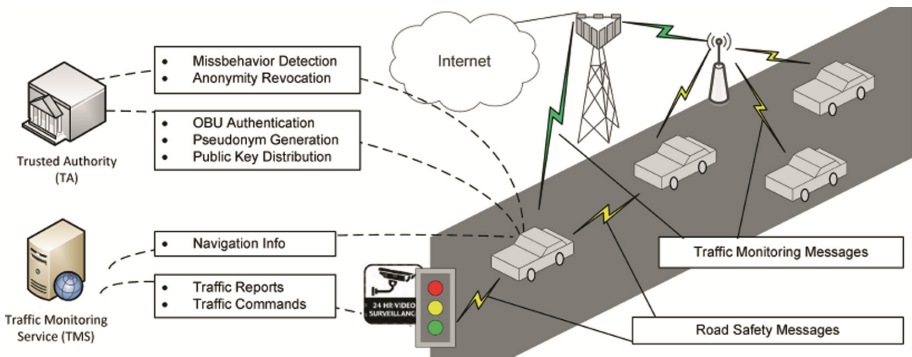 Missbehavior Detection
Anonymity Revocation
OBU Authentication
Pseudonym Generation
Public Key Distribution
Trusted Authority
(TA)
Navigation Info
Traffic Reports
Traffic Commands
Traffic Monitoring
Service (TMS)
Internet
24 HR VIDEO
SURVEILLANCE
Traffic Monitoring Messages
Road Safety Messages